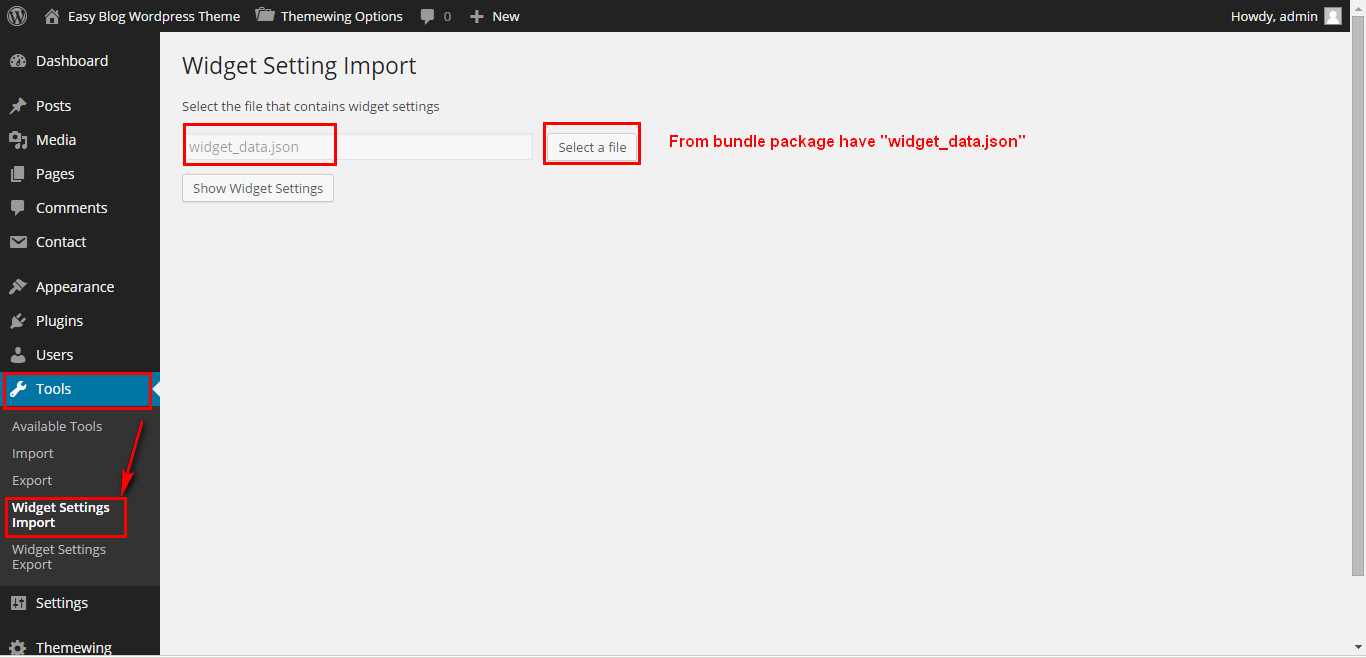 Easy Blog Wordpress Theme Themewing Options 0 New Howdy, admin
Dashboard
Posts
Media
Pages
Comments
Contact
Appearance
Plugins
Users
Tools
Available Tools
Import
Export
Widget Settings
Import
Widget Settings
Export
Settings
Themewing
Widget Setting Import
Select the file that contains widget settings
widget_data.json Select a file From bundle package have "widget_data.json"
Show Widget Settings